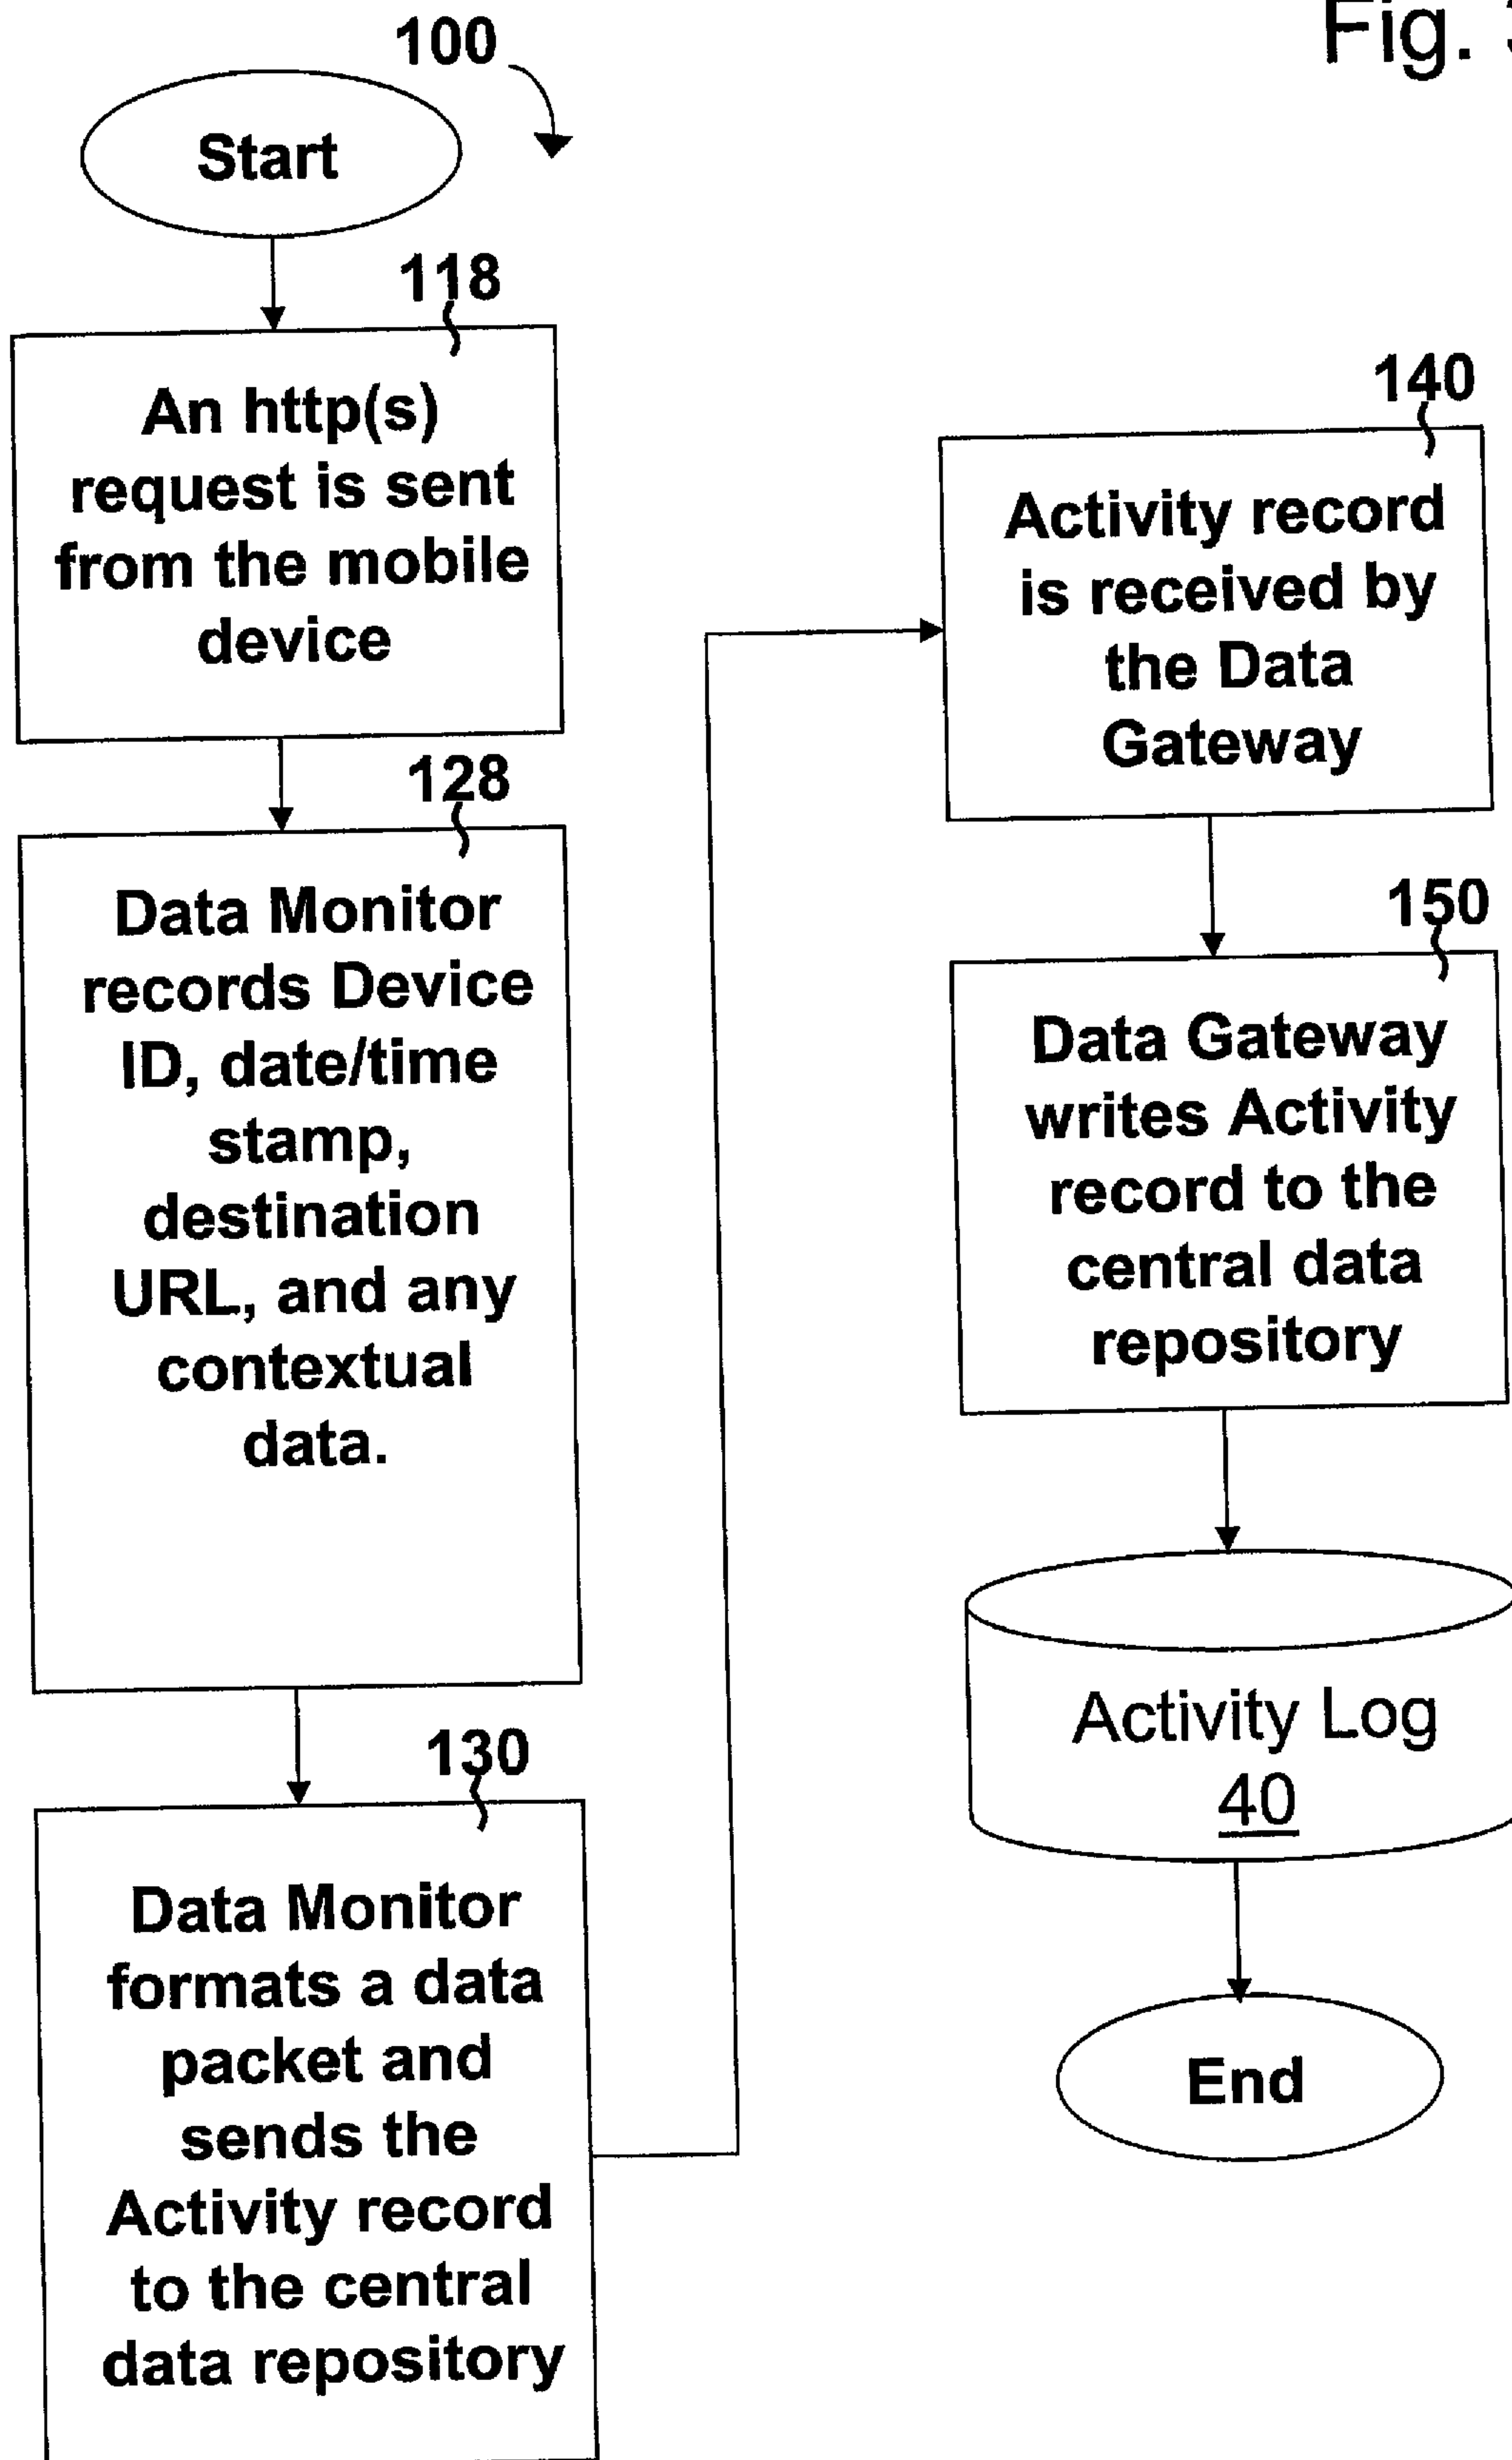 Fig. 3
100
Start
118
An http(s)
request is sent
from the mobile
device
128
Data Monitor
records Device
ID, date/time
stamp,
destination
URL, and any
contextual
data.
130
Data Monitor
formats a data
packet and
sends the
Activity record
to the central
data repository
140
Activity record
is received by
the Data
Gateway
150
Data Gateway
writes Activity
record to the
central data
repository
Activity Log
40
End